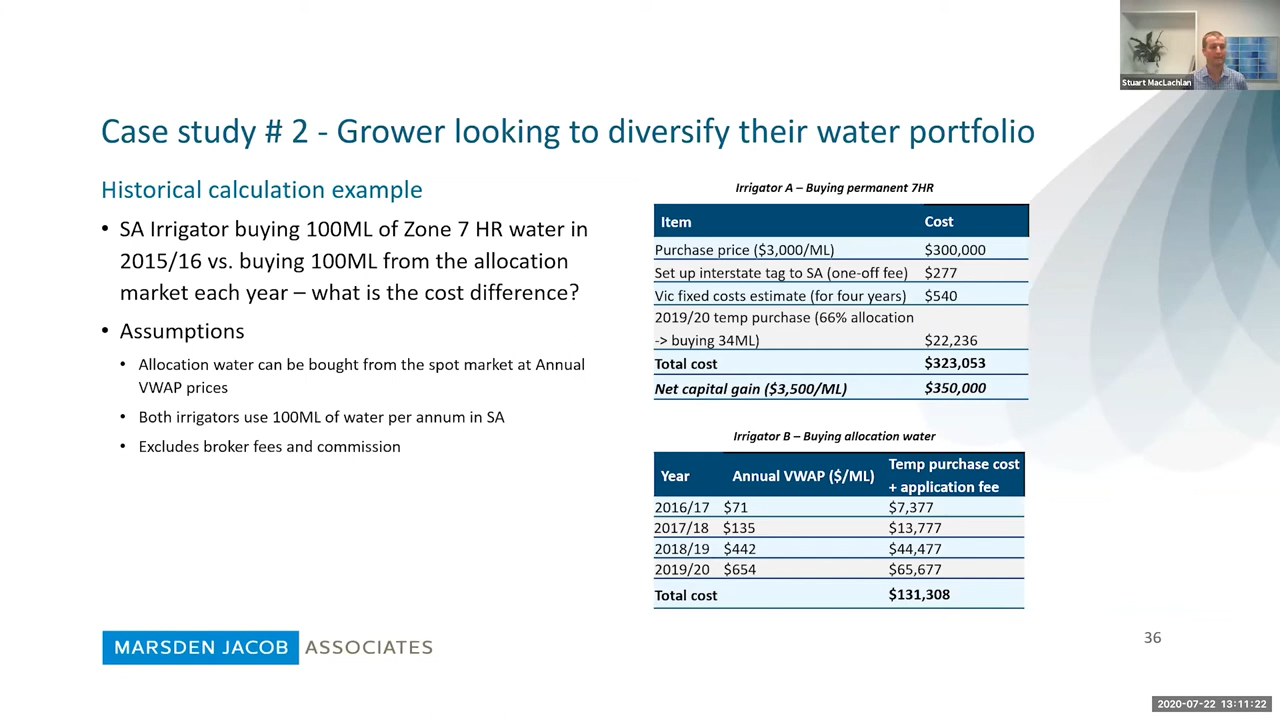 Stuart MacLachlan
Case study # 2 - Grower looking to diversify their water portfolio
Historical calculation example
• SA Irrigator buying 100ML of Zone 7 HR water in
2015/16 vs. buying 100ML from the allocation
market each year – what is the cost difference?
• Assumptions
• Allocation water can be bought from the spot market at Annual
VWAP prices
• Both irrigators use 100ML of water per annum in SA
• Excludes broker fees and commission
Irrigator A – Buying permanent 7HR
Item Cost
Purchase price ($3,000/ML) $300,000
Set up interstate tag to SA (one-off fee) $277
Vic fixed costs estimate (for four years) $540
2019/20 temp purchase (66% allocation
-> buying 34ML) $22,236
Total cost $323,053
Net capital gain ($3,500/ML) $350,000
Irrigator B – Buying allocation water
Year Annual VWAP ($/ML) Temp purchase cost
+ application fee
2016/17 $71 $7,377
2017/18 $135 $13,777
2018/19 $442 $44,477
2019/20 $654 $65,677
Total cost $131,308
MARSDEN JACOB ASSOCIATES
36
2020-07-22 13:11:22